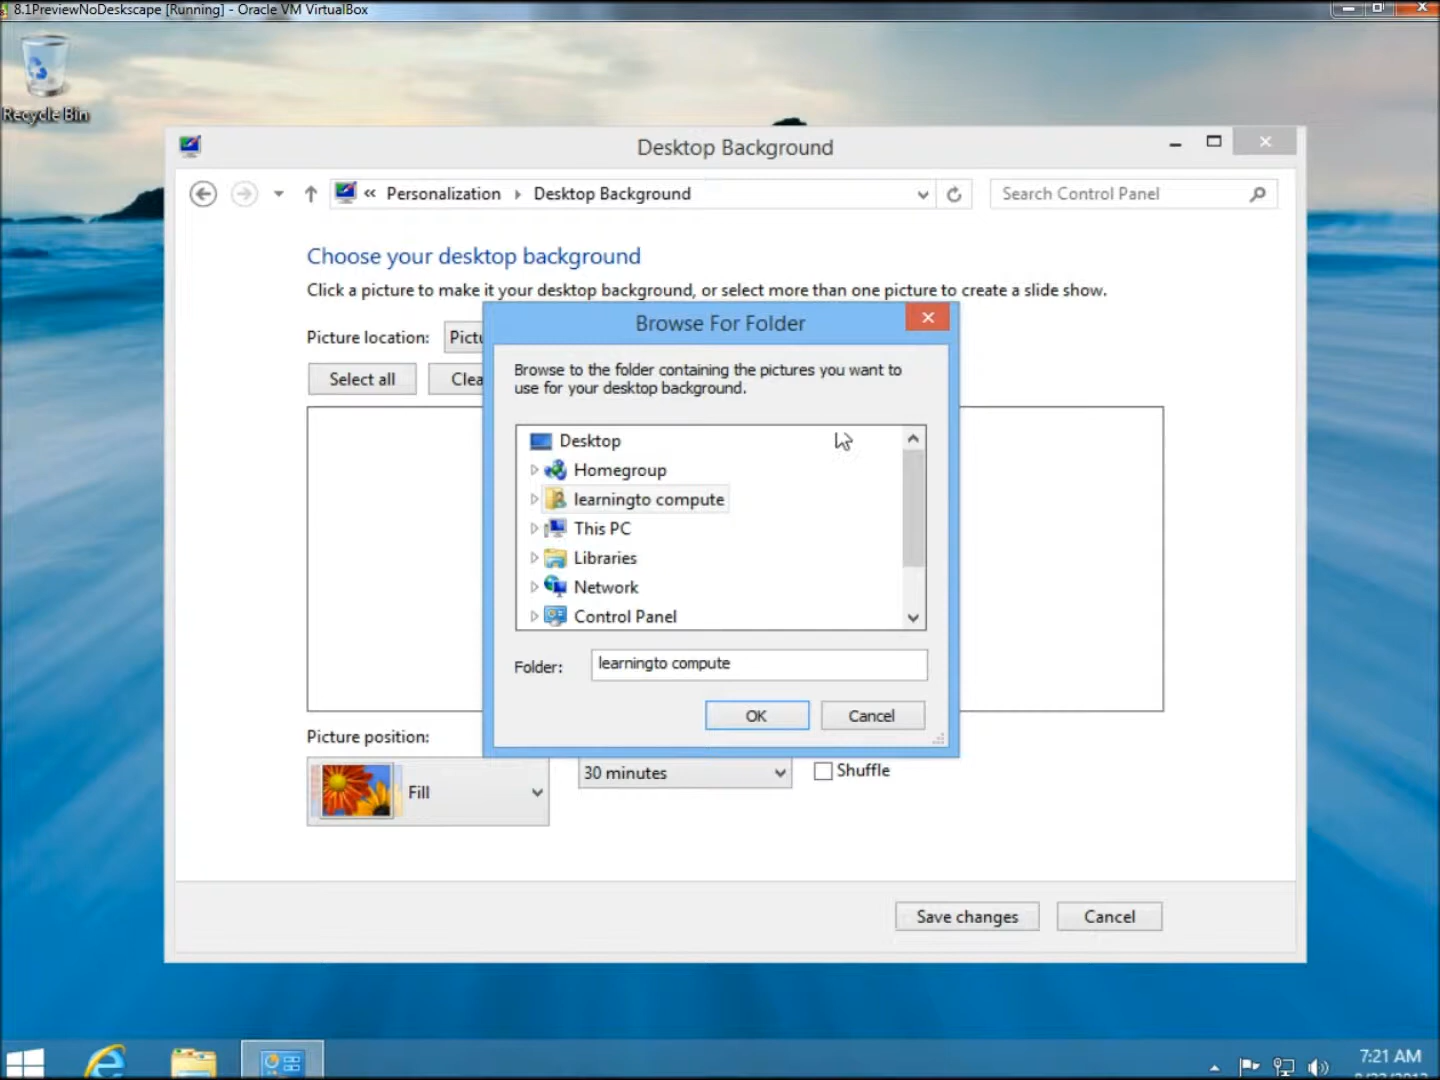 8.1PreviewNoDeskscape [Running] - Oracle VM VirtualBox
Recycle Bin
Desktop Background
« Personalization Desktop Background
Search Control Panel
Choose your desktop background
Click a picture to make it your desktop background, or select more than one picture to create a slide show.
Picture location:
Select all
Browse For Folder
Browse to the folder containing the pictures you want to
use for your desktop background.
Desktop
Homegroup
learningto compute
This PC
Libraries
Network
Control Panel
Folder: learningto compute
OK Cancel
Picture position:
Fill
30 minutes
Shuffle
Save changes Cancel
7:21 AM